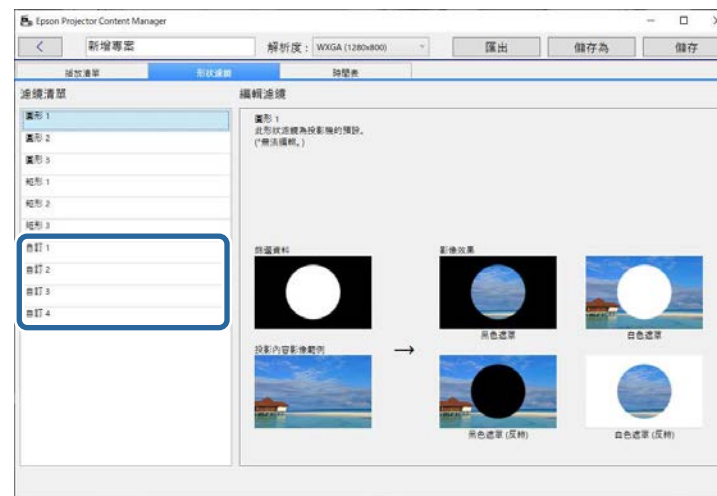 Epson Projector Content Manager
新增專案
解析度：
WXGA (1280x800)
匯出
儲存為
儲存
播放清單
形狀濾鏡
時間表
濾鏡清單
編輯濾鏡
圓形 1
圓形 2
圓形 3
矩形 1
矩形 2
矩形 3
自訂 1
自訂 2
自訂 3
自訂 4
圓形 1
此形狀濾鏡為投影機的預設。
(*無法編輯。)
篩選資料
影像效果
黑色遮罩
白色遮罩
投影內容影像範例
黑色遮罩 (反轉)
白色遮罩 (反轉)